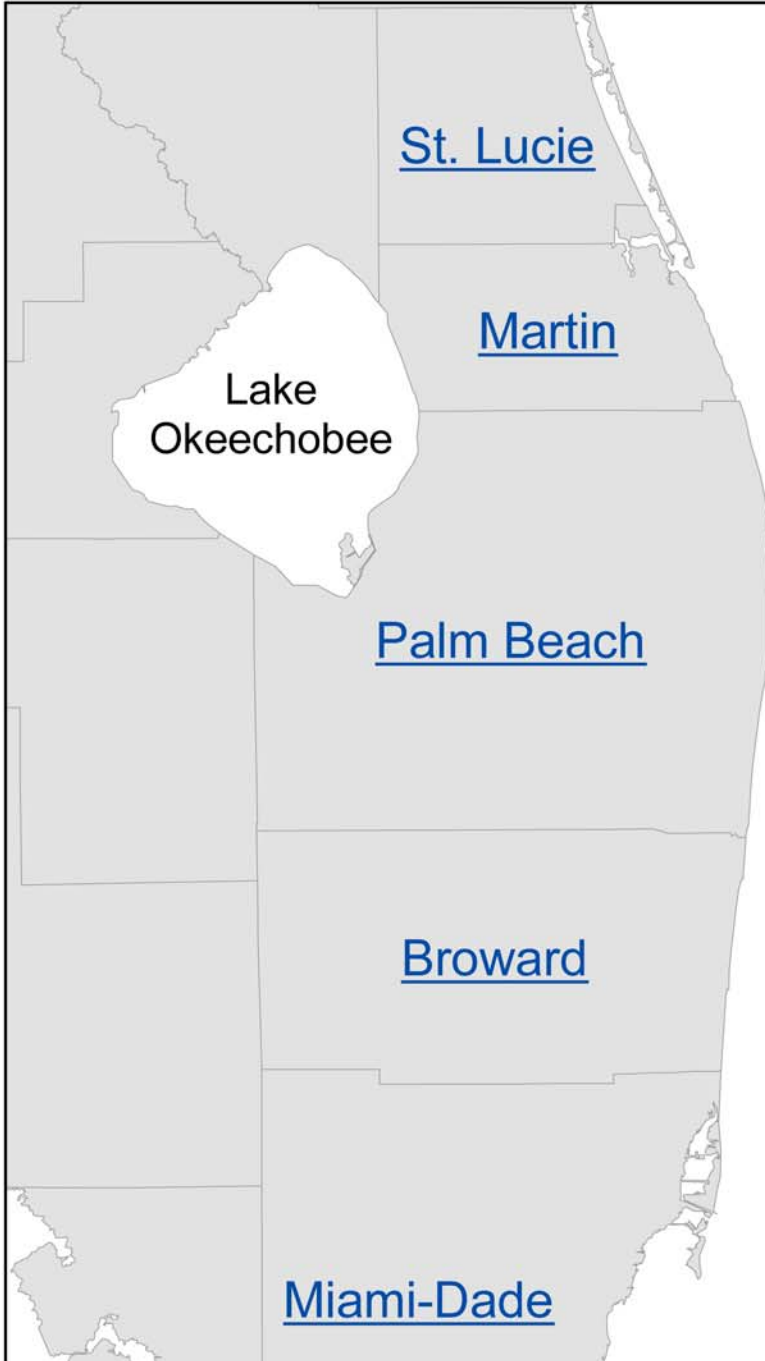 St. Lucie
Martin
Lake
Okeechobee
Palm Beach
Broward
Miami-Dade